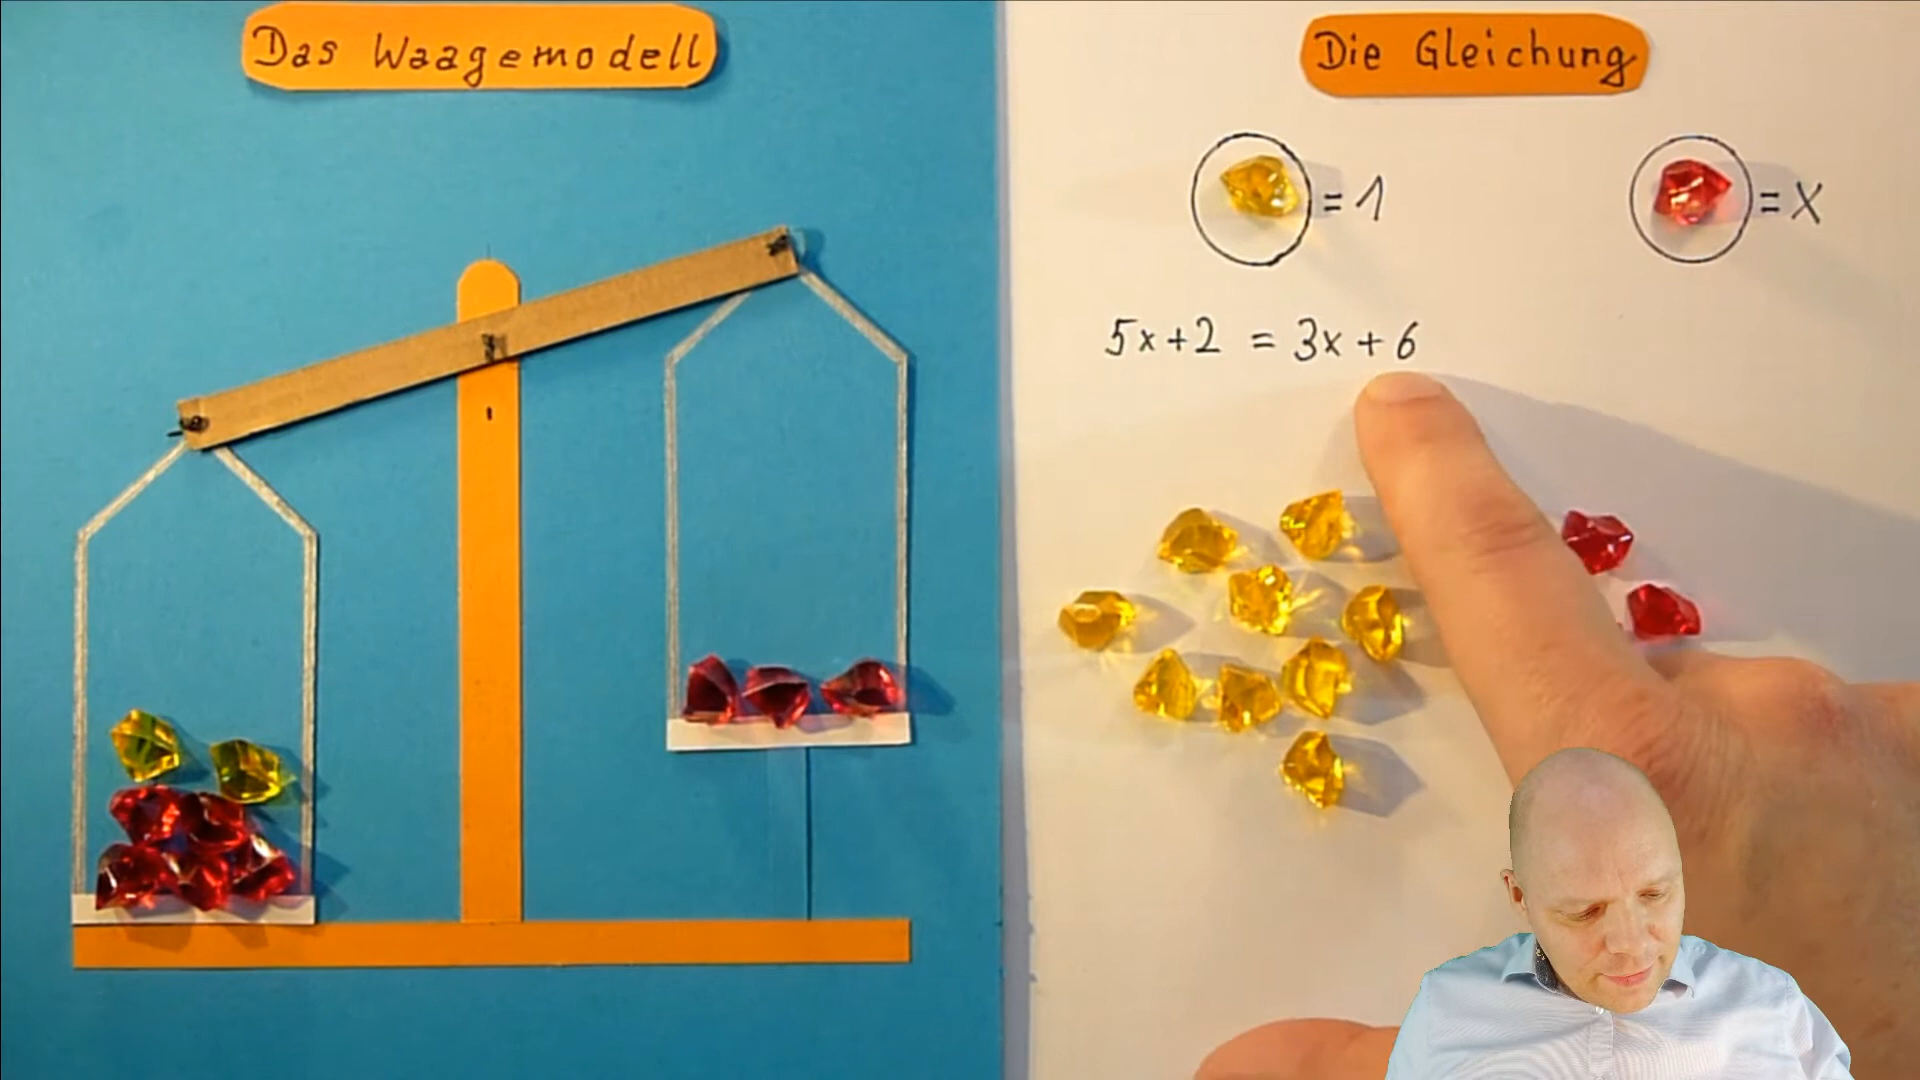 Das Waagemodell
Die Gleichung
= 1
= X
5x+2 = 3x+6